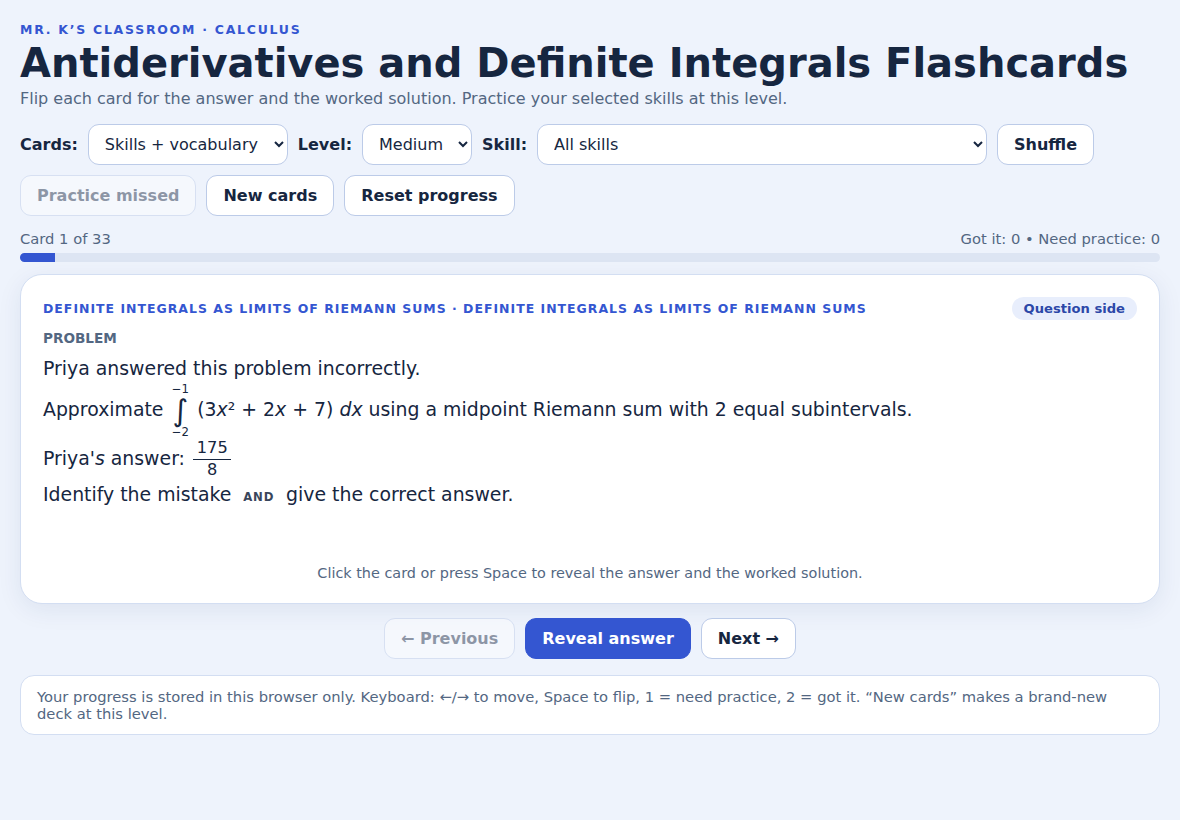 MR. K’S CLASSROOM · CALCULUS
Antiderivatives and Definite Integrals Flashcards
Flip each card for the answer and the worked solution. Practice your selected skills at this level.
Cards: Skills + vocabulary Level: Medium Skill: All skills Shuffle
Practice missed New cards Reset progress
Card 1 of 33 Got it: 0 • Need practice: 0
DEFINITE INTEGRALS AS LIMITS OF RIEMANN SUMS · DEFINITE INTEGRALS AS LIMITS OF RIEMANN SUMS Question side
PROBLEM
Priya answered this problem incorrectly.
Approximate ∫₋₂⁻¹ (3x² + 2x + 7) dx using a midpoint Riemann sum with 2 equal subintervals.
Priya's answer: 175/8
Identify the mistake AND give the correct answer.
Click the card or press Space to reveal the answer and the worked solution.
← Previous Reveal answer Next →
Your progress is stored in this browser only. Keyboard: ←/→ to move, Space to flip, 1 = need practice, 2 = got it. “New cards” makes a brand-new
deck at this level.